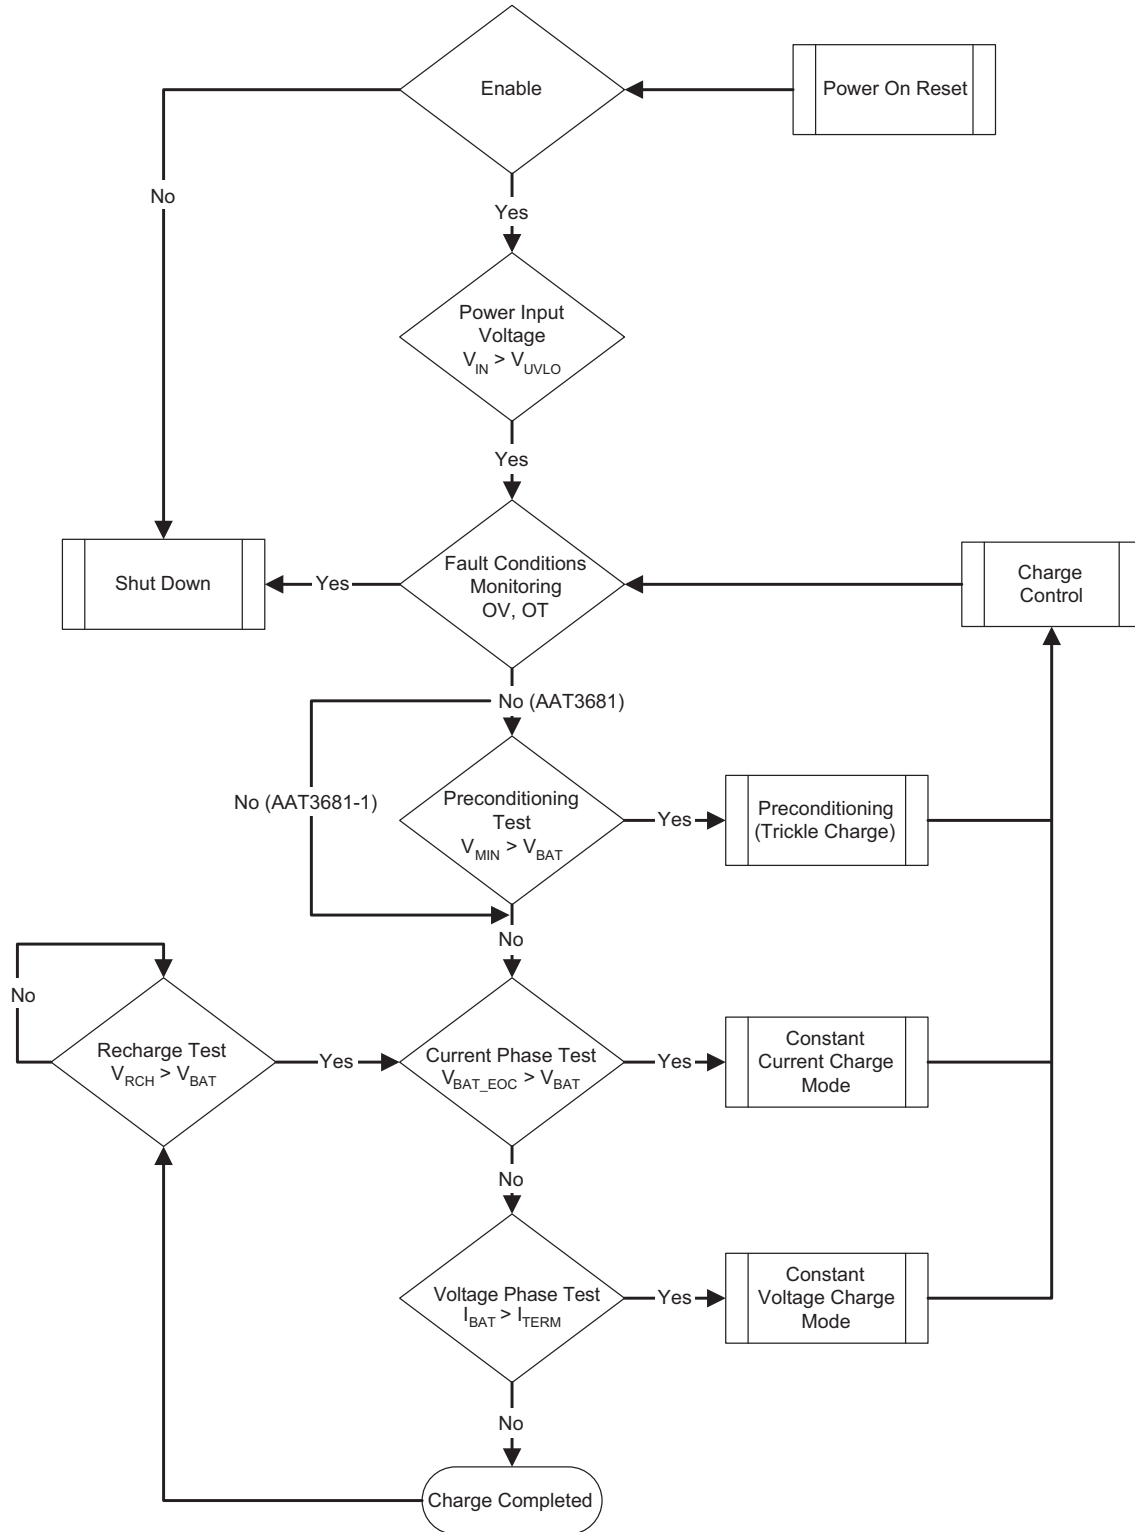 Enable
Power On Reset
No
Yes
Power Input
Voltage
V_IN > V_UVLO
Yes
Shut Down
Yes
Fault Conditions
Monitoring
OV, OT
Charge
Control
No (AAT3681)
No (AAT3681-1)
Preconditioning
Test
V_MIN > V_BAT
Yes
Preconditioning
(Trickle Charge)
No
No
Recharge Test
V_RCH > V_BAT
Yes
Current Phase Test
V_BAT_EOC > V_BAT
Yes
Constant
Current Charge
Mode
No
Voltage Phase Test
I_BAT > I_TERM
Yes
Constant
Voltage Charge
Mode
No
Charge Completed